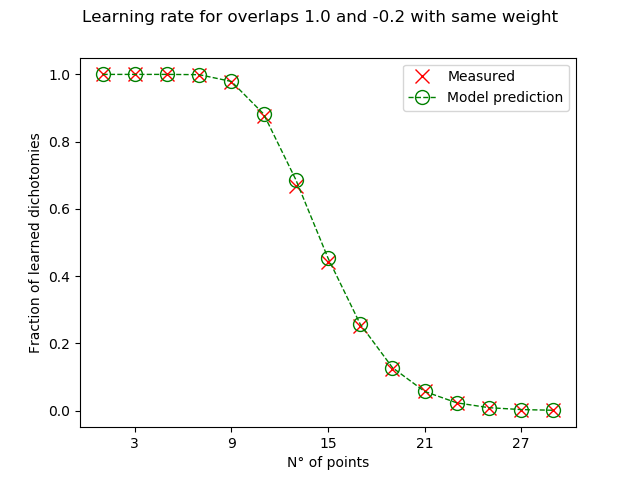 Learning rate for overlaps 1.0 and -0.2 with same weight
Measured
Model prediction
Fraction of learned dichotomies
1.0
0.8
0.6
0.4
0.2
0.0
3
9
15
21
27
N° of points